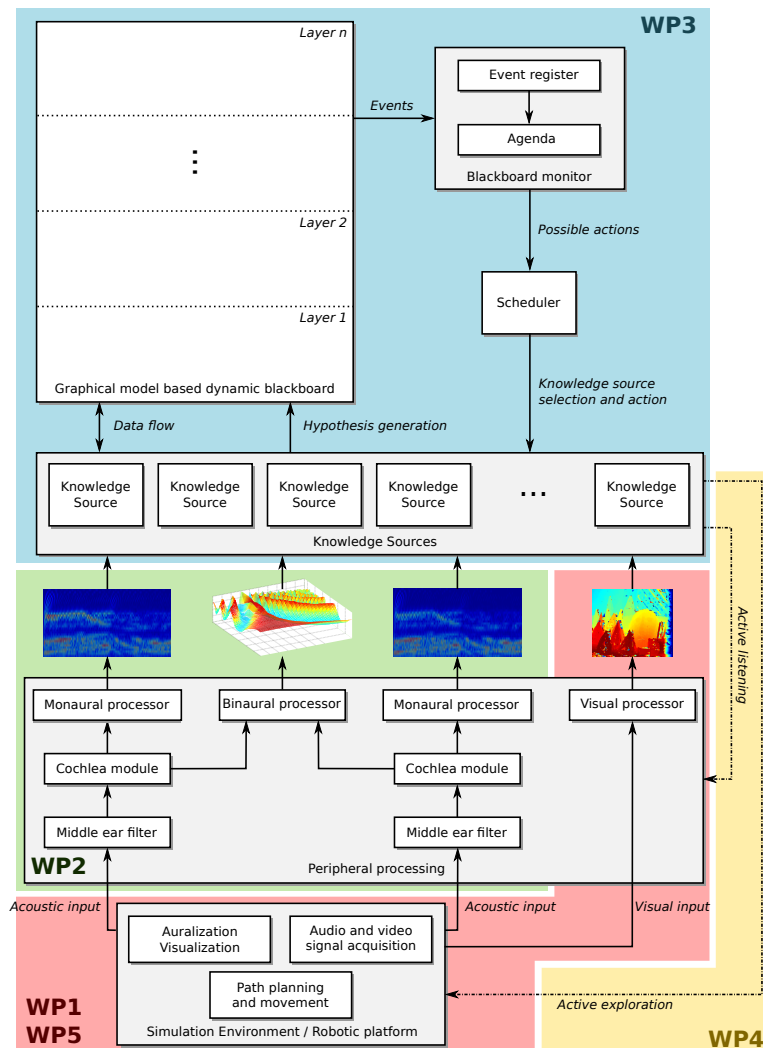 Layer n
WP3
Event register
Events
Agenda
Blackboard monitor
Layer 2
Possible actions
Scheduler
Layer 1
Graphical model based dynamic blackboard
Knowledge source
selection and action
Data flow
Hypothesis generation
Knowledge
Source
Knowledge
Source
Knowledge
Source
Knowledge
Source
...
Knowledge
Source
Knowledge Sources
Active listening
Monaural processor
Binaural processor
Monaural processor
Visual processor
Cochlea module
Cochlea module
Middle ear filter
Middle ear filter
WP2
Peripheral processing
Acoustic input
Acoustic input
Visual input
Auralization
Visualization
Audio and video
signal acquisition
Path planning
and movement
Active exploration
WP1
WP5
Simulation Environment / Robotic platform
WP4